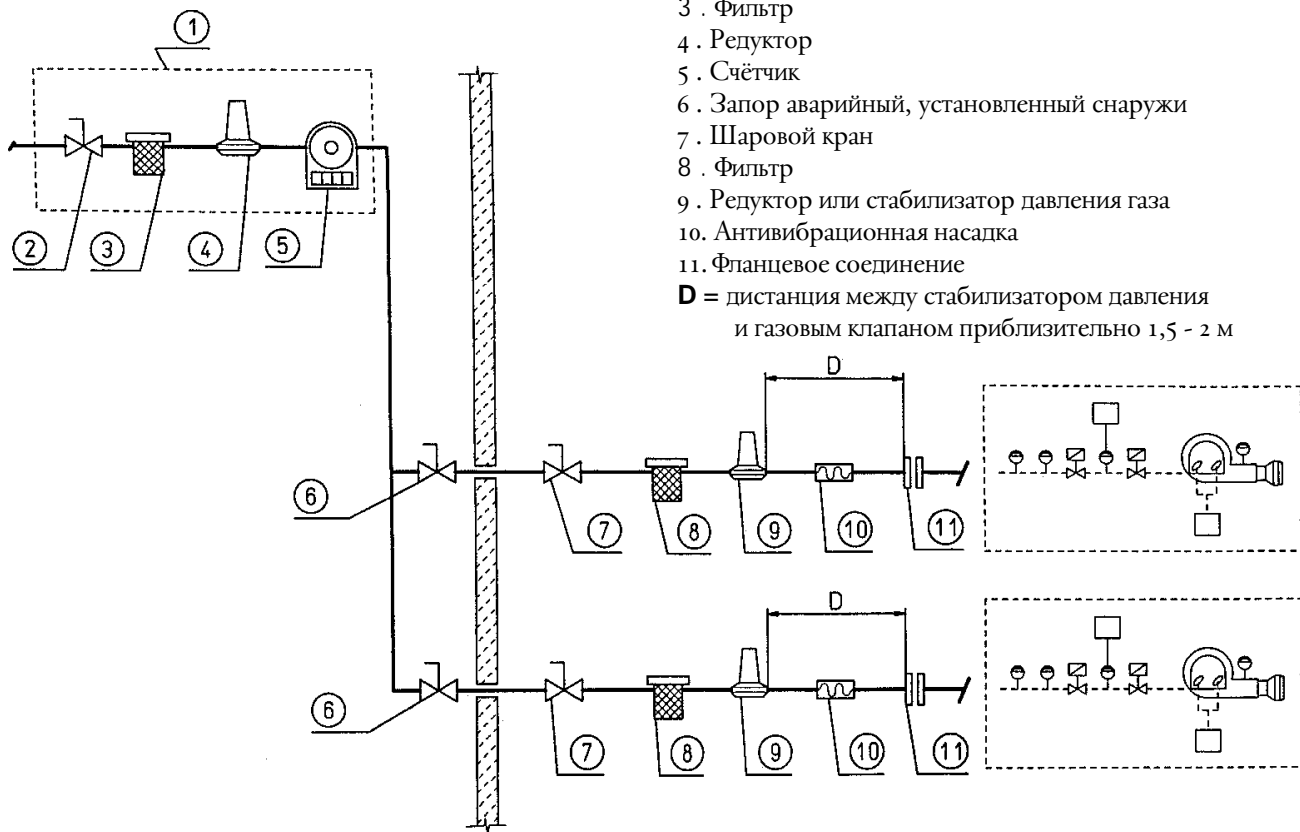 3 . Фильтр
4 . Редуктор
5 . Счётчик
6 . Запор аварийный, установленный снаружи
7 . Шаровой кран
8 . Фильтр
9 . Редуктор или стабилизатор давления газа
10. Антивибрационная насадка
11. Фланцевое соединение
D = дистанция между стабилизатором давления
и газовым клапаном приблизительно 1,5 - 2 м
1
2 3 4 5
D
6 7 8 9 10 11
D
6 7 8 9 10 11